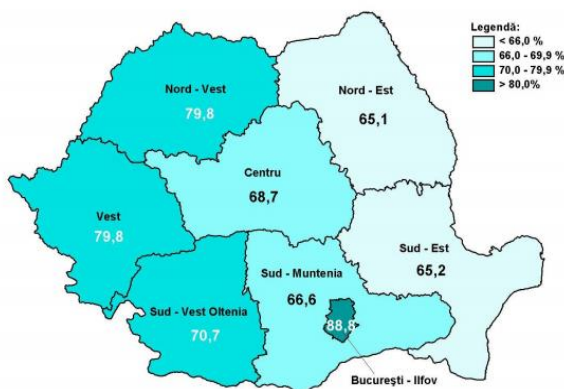 Legendă:
< 66,0 %
66,0 - 69,9 %
70,0 - 79,9 %
> 80,0%
Nord - Vest
79,8
Nord - Est
65,1
Centru
68,7
Vest
79,8
Sud - Est
65,2
Sud - Muntenia
66,6
Sud - Vest Oltenia
70,7
88,8
Bucureşti - Ilfov